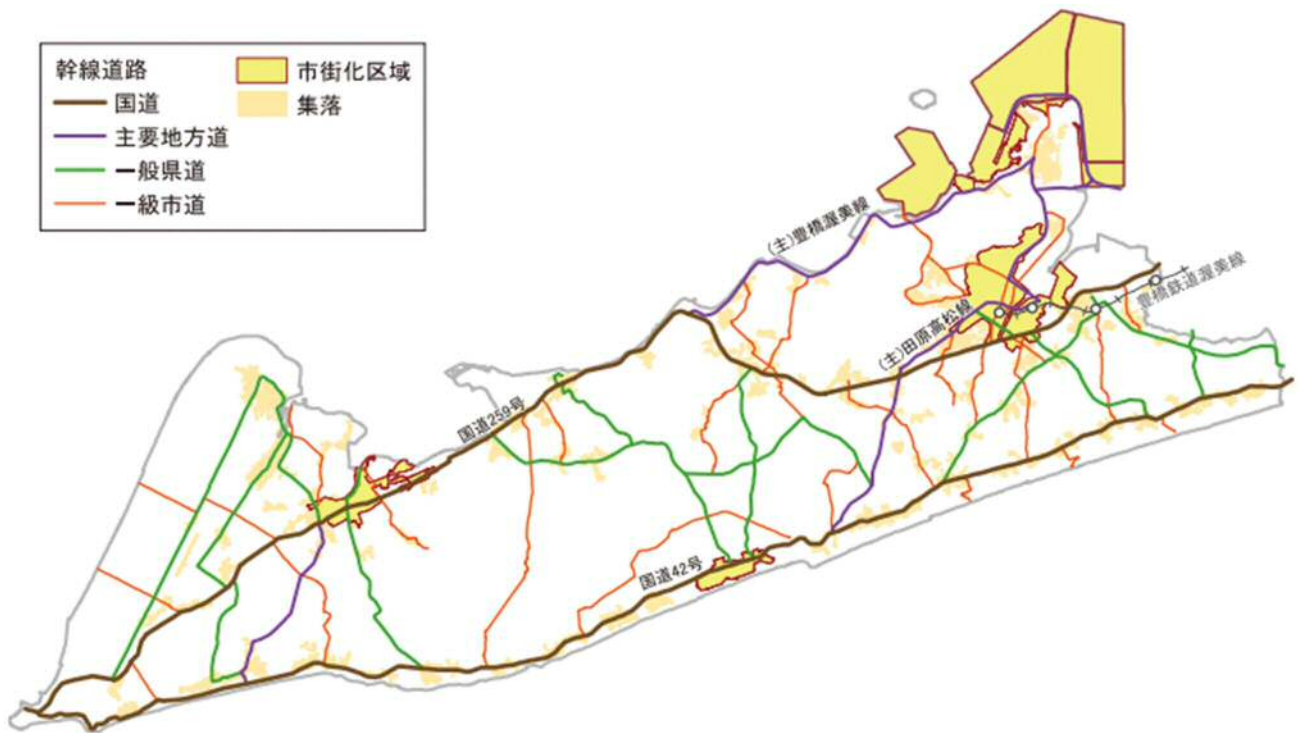 幹線道路
国道
主要地方道
一般県道
一級市道
市街化区域
集落
(主)豊橋渥美線
(主)田原高松線
豊橋鉄道渥美線
国道259号
国道42号